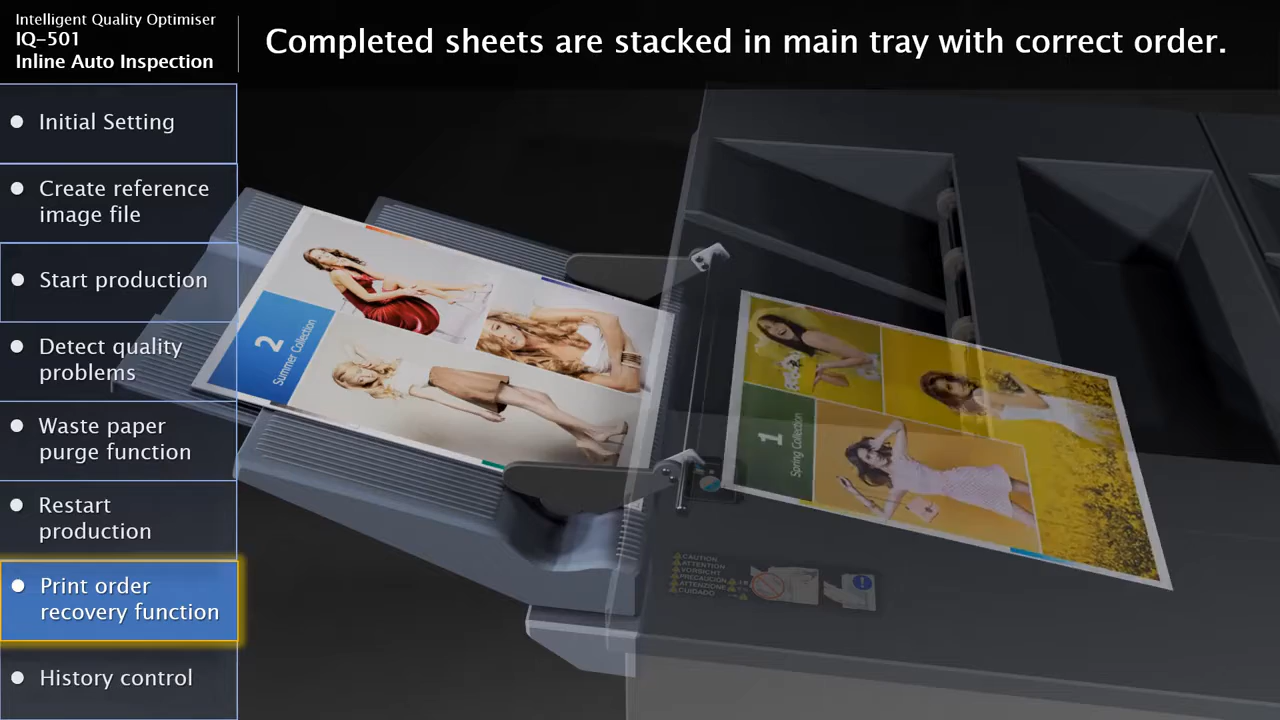 Intelligent Quality Optimiser
IQ-501
Inline Auto Inspection
Completed sheets are stacked in main tray with correct order.
Initial Setting
Create reference
image file
Start production
Detect quality
problems
Waste paper
purge function
Restart
production
Print order
recovery function
History control
2
Summer Collection
1
Spring Collection
CAUTION
ATTENTION
VORSICHT
PRECAUCIÓN
ATTENZIONE
CUIDADO